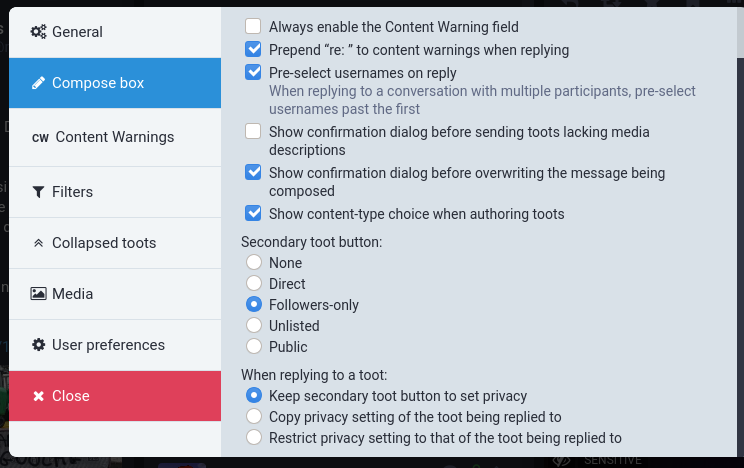 General
Compose box
CW Content Warnings
Filters
Collapsed toots
Media
User preferences
Close
Always enable the Content Warning field
Prepend “re: ” to content warnings when replying
Pre-select usernames on reply
When replying to a conversation with multiple participants, pre-select
usernames past the first
Show confirmation dialog before sending toots lacking media
descriptions
Show confirmation dialog before overwriting the message being
composed
Show content-type choice when authoring toots
Secondary toot button:
None
Direct
Followers-only
Unlisted
Public
When replying to a toot:
Keep secondary toot button to set privacy
Copy privacy setting of the toot being replied to
Restrict privacy setting to that of the toot being replied to
SENSITIVE